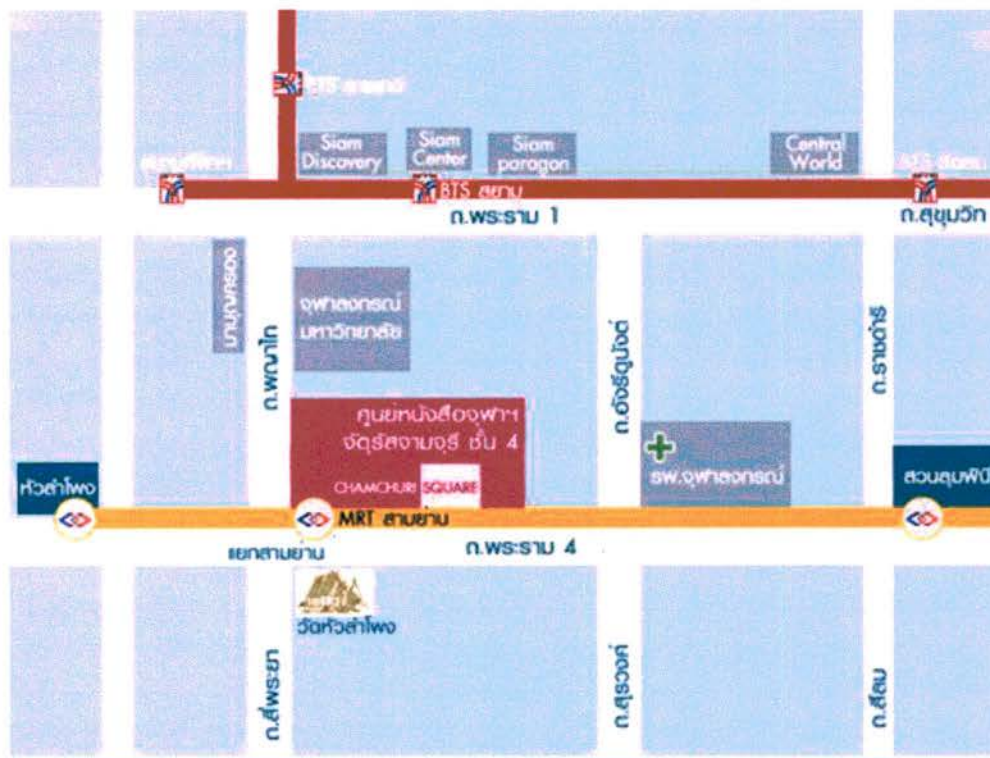 Siam
Discovery
Siam
Center
Siam
paragon
Central
World
BTS สยาม
ถ.พระราม 1
ถ.สุขุมวิท
มาบุญครอง
ถ.พญาไท
จุฬาลงกรณ์
มหาวิทยาลัย
ศูนย์หนังสือจุฬาฯ
จัตุรัสจามจุรี ชั้น 4
CHAMCHURI SQUARE
ถ.อังรีดูนังต์
รพ.จุฬาลงกรณ์
ถ.ราชดำริ
สวนลุมพินี
หัวลำโพง
MRT สามย่าน
แยกสามย่าน
ถ.พระราม 4
วัดหัวลำโพง
ถ.สี่พระยา
ถ.สุรวงศ์
ถ.สีลม